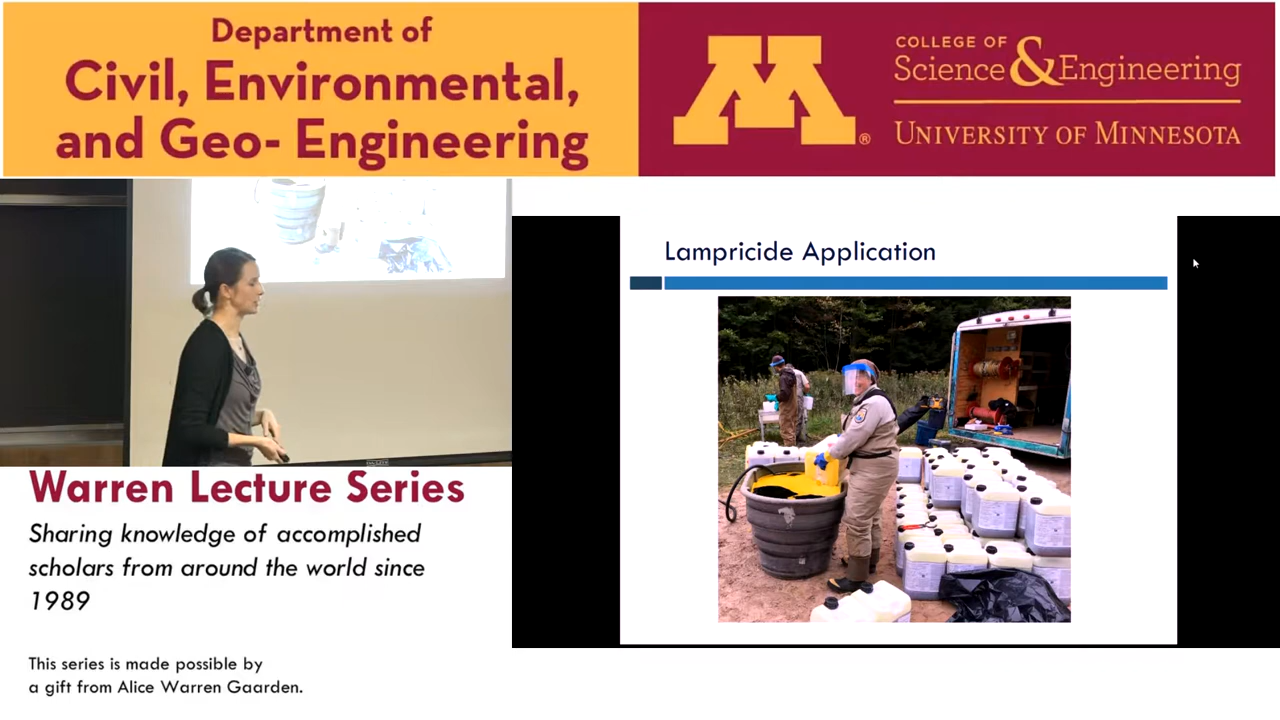 Department of
Civil, Environmental,
and Geo- Engineering
M®
COLLEGE OF
Science & Engineering
UNIVERSITY OF MINNESOTA
Lampricide Application
Warren Lecture Series
Sharing knowledge of accomplished
scholars from around the world since
1989
This series is made possible by
a gift from Alice Warren Gaarden.